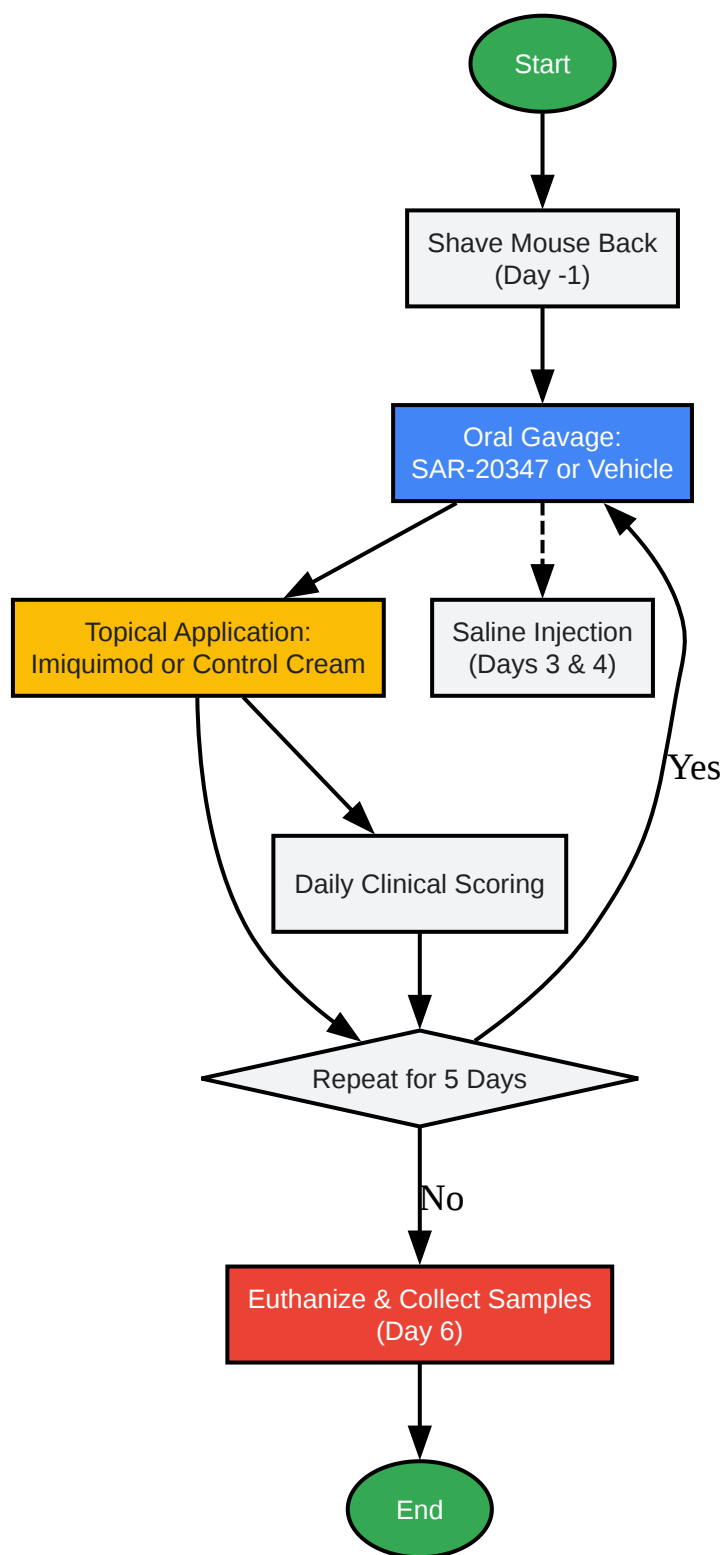 Start
Shave Mouse Back
(Day -1)
Oral Gavage:
SAR-20347 or Vehicle
Topical Application:
Imiquimod or Control Cream
Saline Injection
(Days 3 & 4)
Yes
Daily Clinical Scoring
Repeat for 5 Days
No
Euthanize & Collect Samples
(Day 6)
End